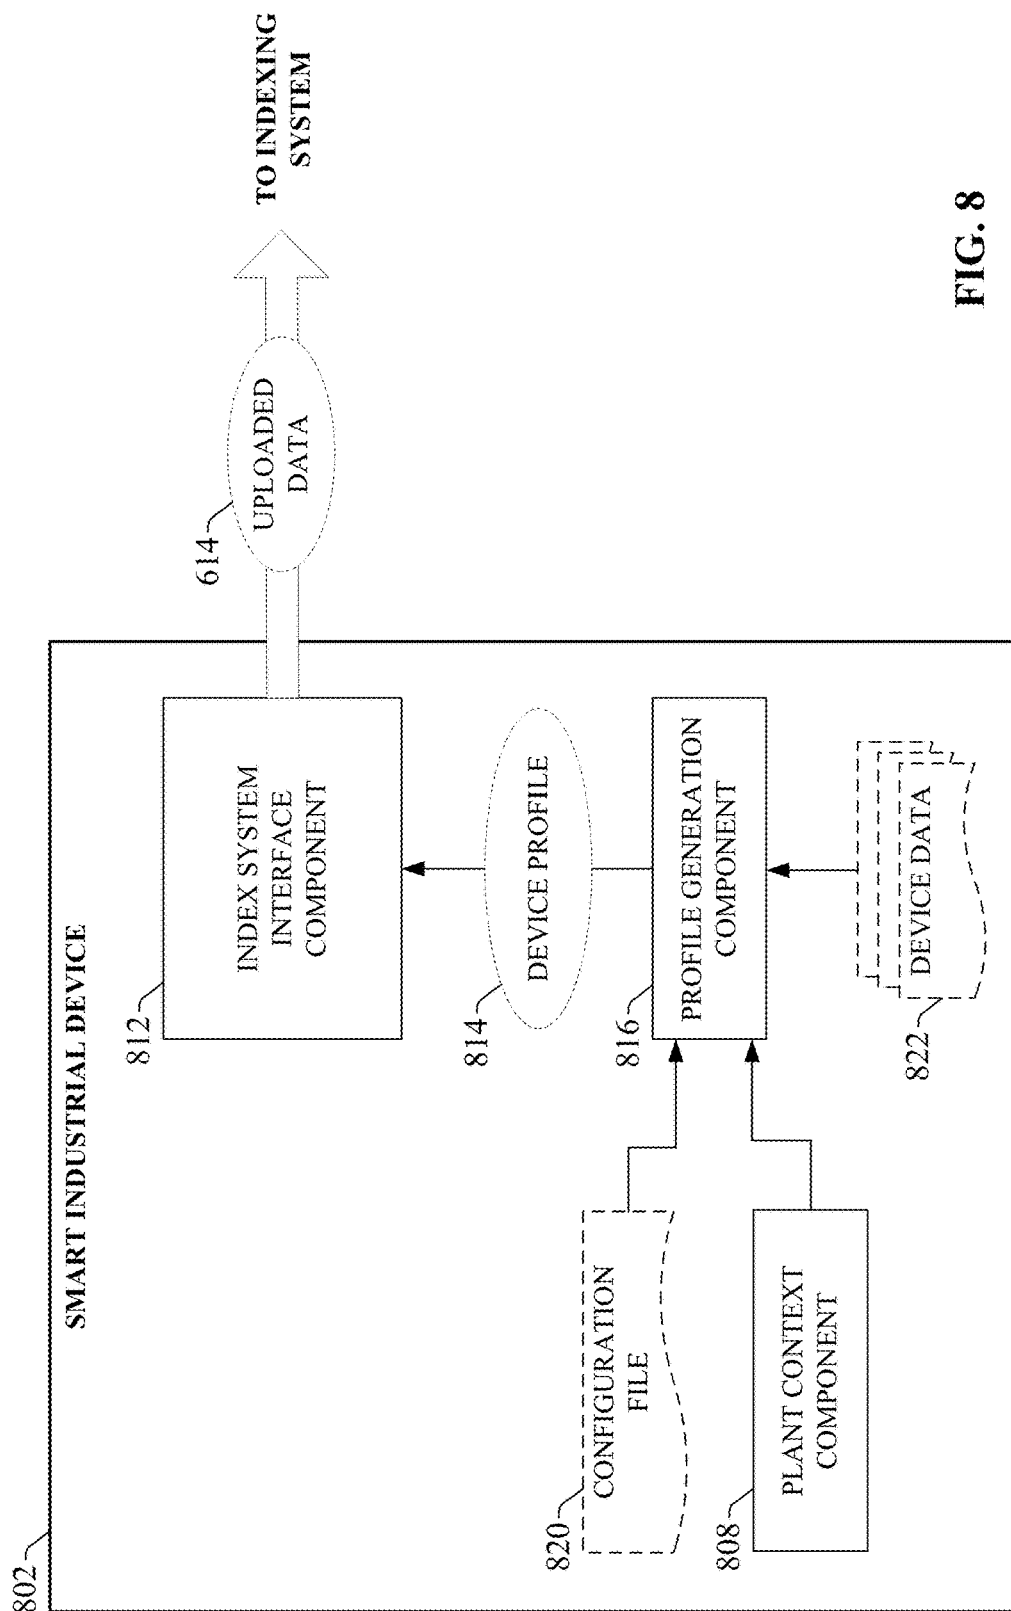 802
SMART INDUSTRIAL DEVICE
812
INDEX SYSTEM
INTERFACE
COMPONENT
614
UPLOADED
DATA
TO INDEXING
SYSTEM
814
DEVICE PROFILE
820
CONFIGURATION
FILE
816
PROFILE GENERATION
COMPONENT
808
PLANT CONTEXT
COMPONENT
822
DEVICE DATA
FIG. 8